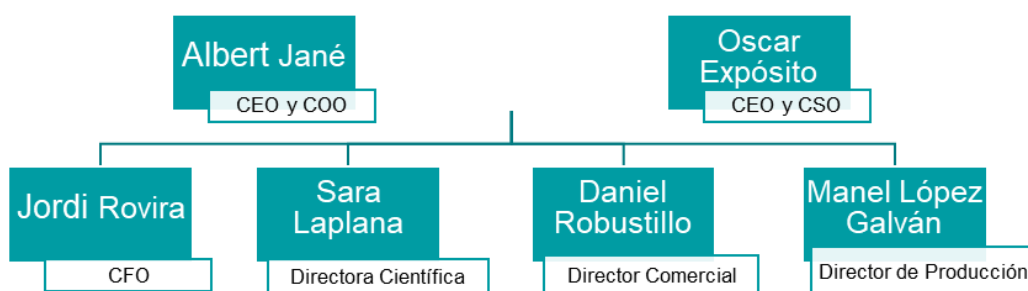 Albert Jané
CEO y COO
Oscar
Expósito
CEO y CSO
Jordi Rovira
CFO
Sara
Laplana
Directora Científica
Daniel
Robustillo
Director Comercial
Manel López
Galván
Director de Producción